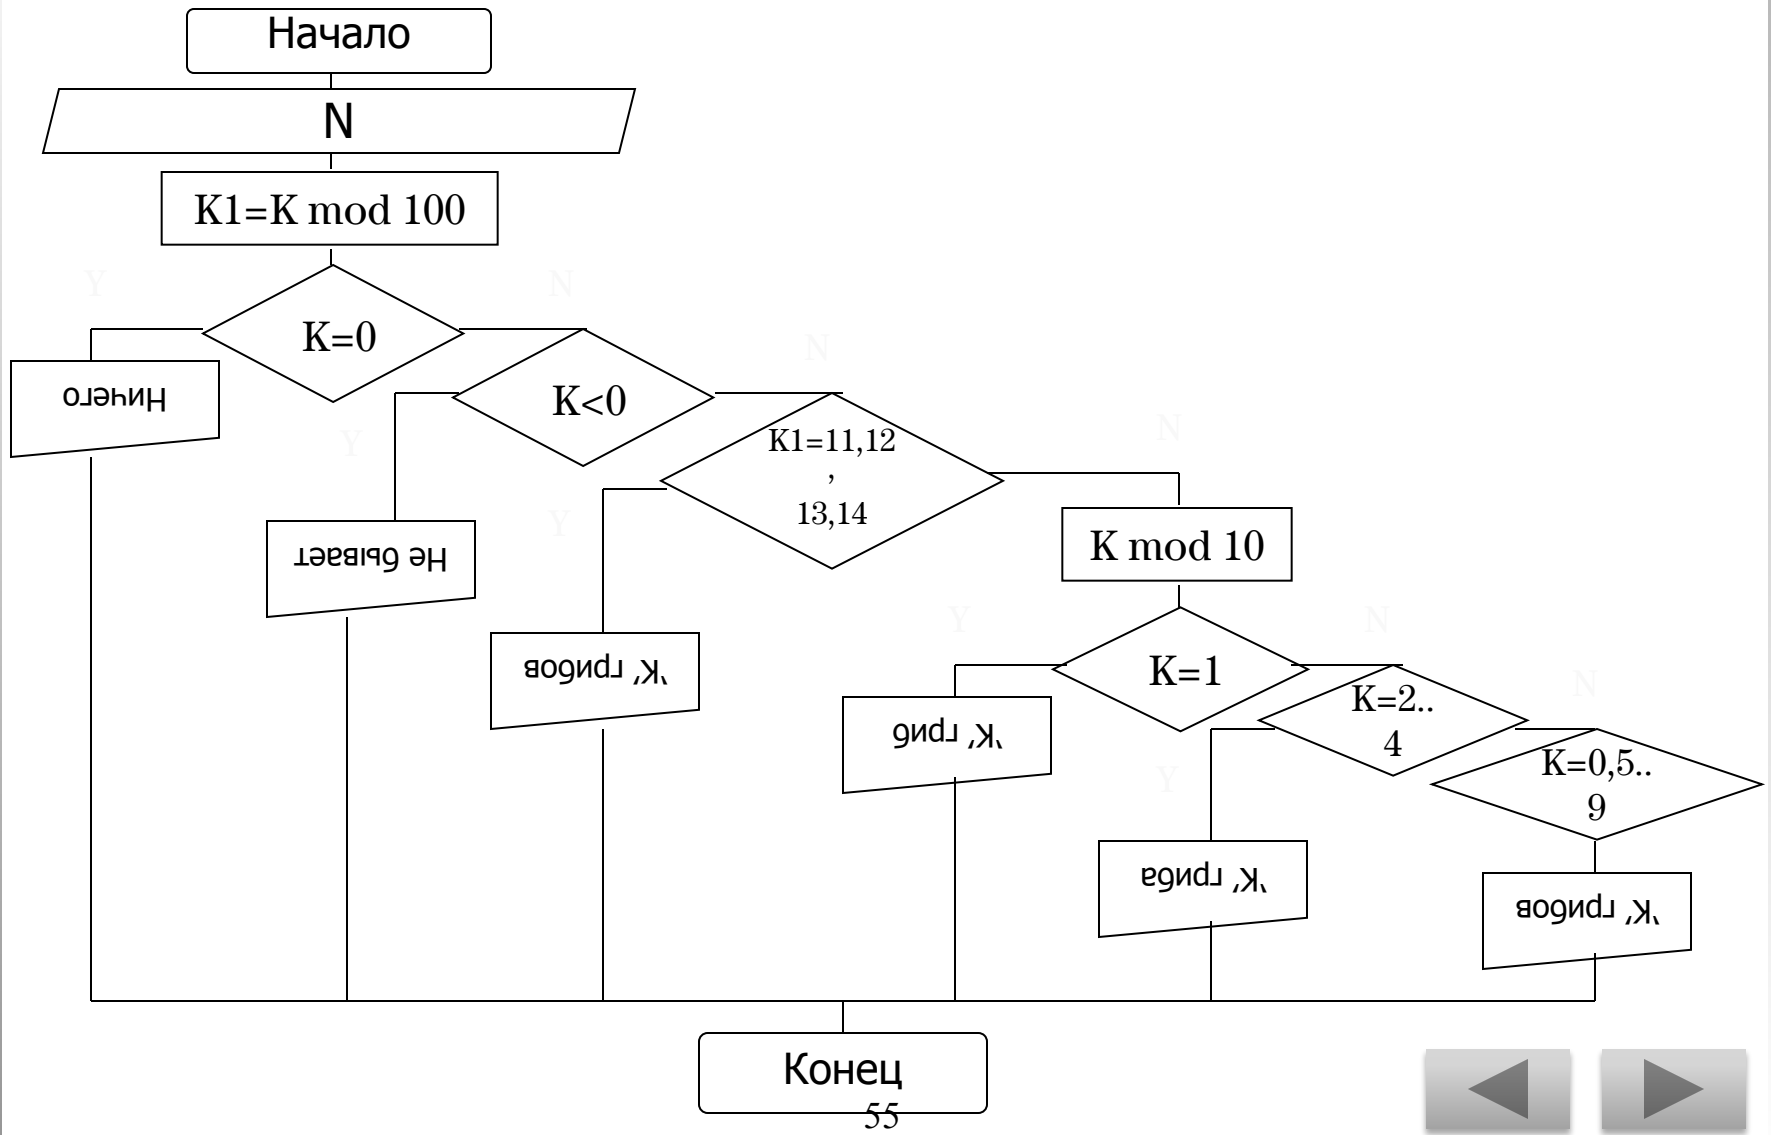 Начало
N
K1=K mod 100
Y
N
K=0
N
Ничего
K<0
Y
N
K1=11,12
,
13,14
Y
Не бывает
K mod 10
'K' грибов
Y
N
K=1
N
K=2..
4
'K' гриб
Y
K=0,5..
9
'K' гриба
'K' грибов
Конец
55